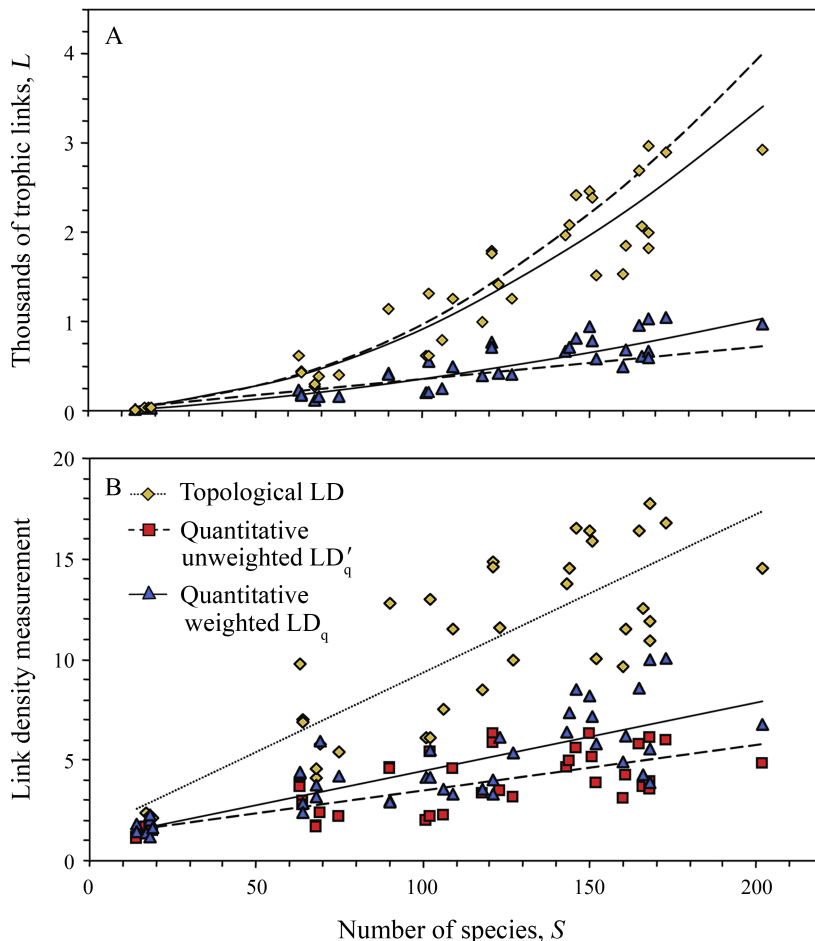 A
Thousands of trophic links, L
4
3
2
1
0
B
Link density measurement
20
15
10
5
0
Topological LD
Quantitative
unweighted LD′q
Quantitative
weighted LDq
0 50 100 150 200
Number of species, S